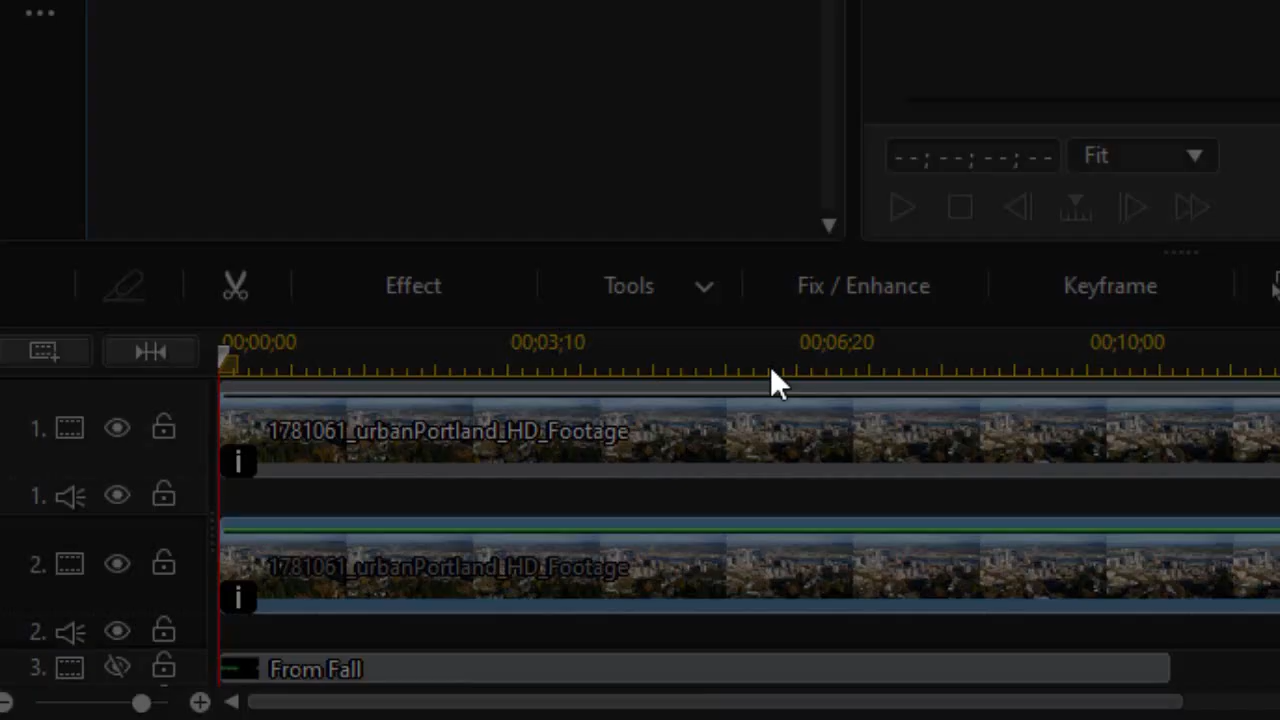 --;--;--;-- Fit
Effect Tools Fix / Enhance Keyframe
00;00;00 00;03;10 00;06;20 00;10;00
1. 1781061_urbanPortland_HD_Footage
i
1.
2. 1781061_urbanPortland_HD_Footage
i
2.
3. From Fall